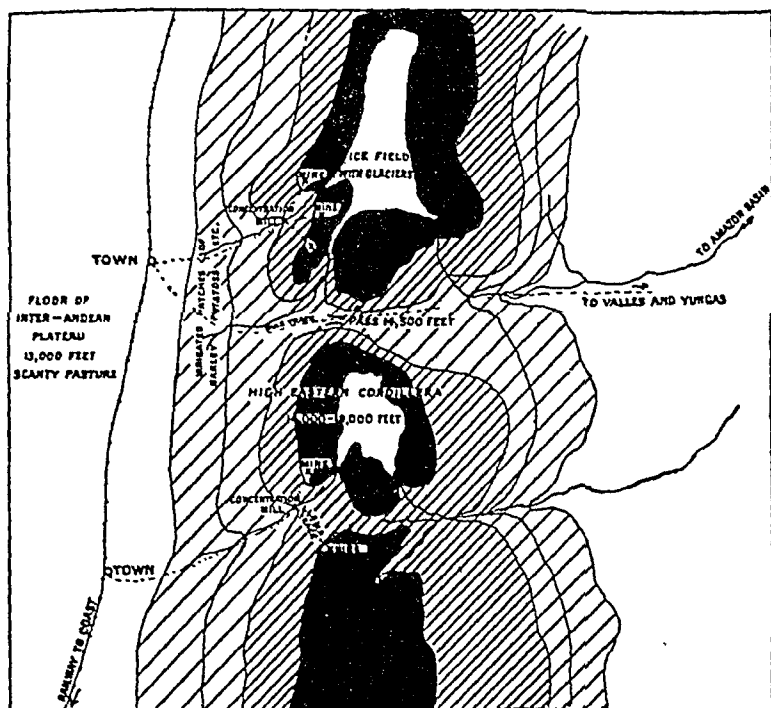 ICE FIELD
WITH GLACIERS
MINE
MINE
CONCENTRATION
MILL
TOWN
IRRIGATED PATCHES OF
BARLEY POTATOES ETC.
FLOOR OF
INTER-ANDEAN
PLATEAU
13,000 FEET
SCANTY PASTURE
PASS 14,500 FEET
TO AMAZON BASIN
TO VALLES AND YUNGAS
HIGH EASTERN CORDILLERA
MINE
CONCENTRATION
MILL
TOWN
RAILWAY TO COAST